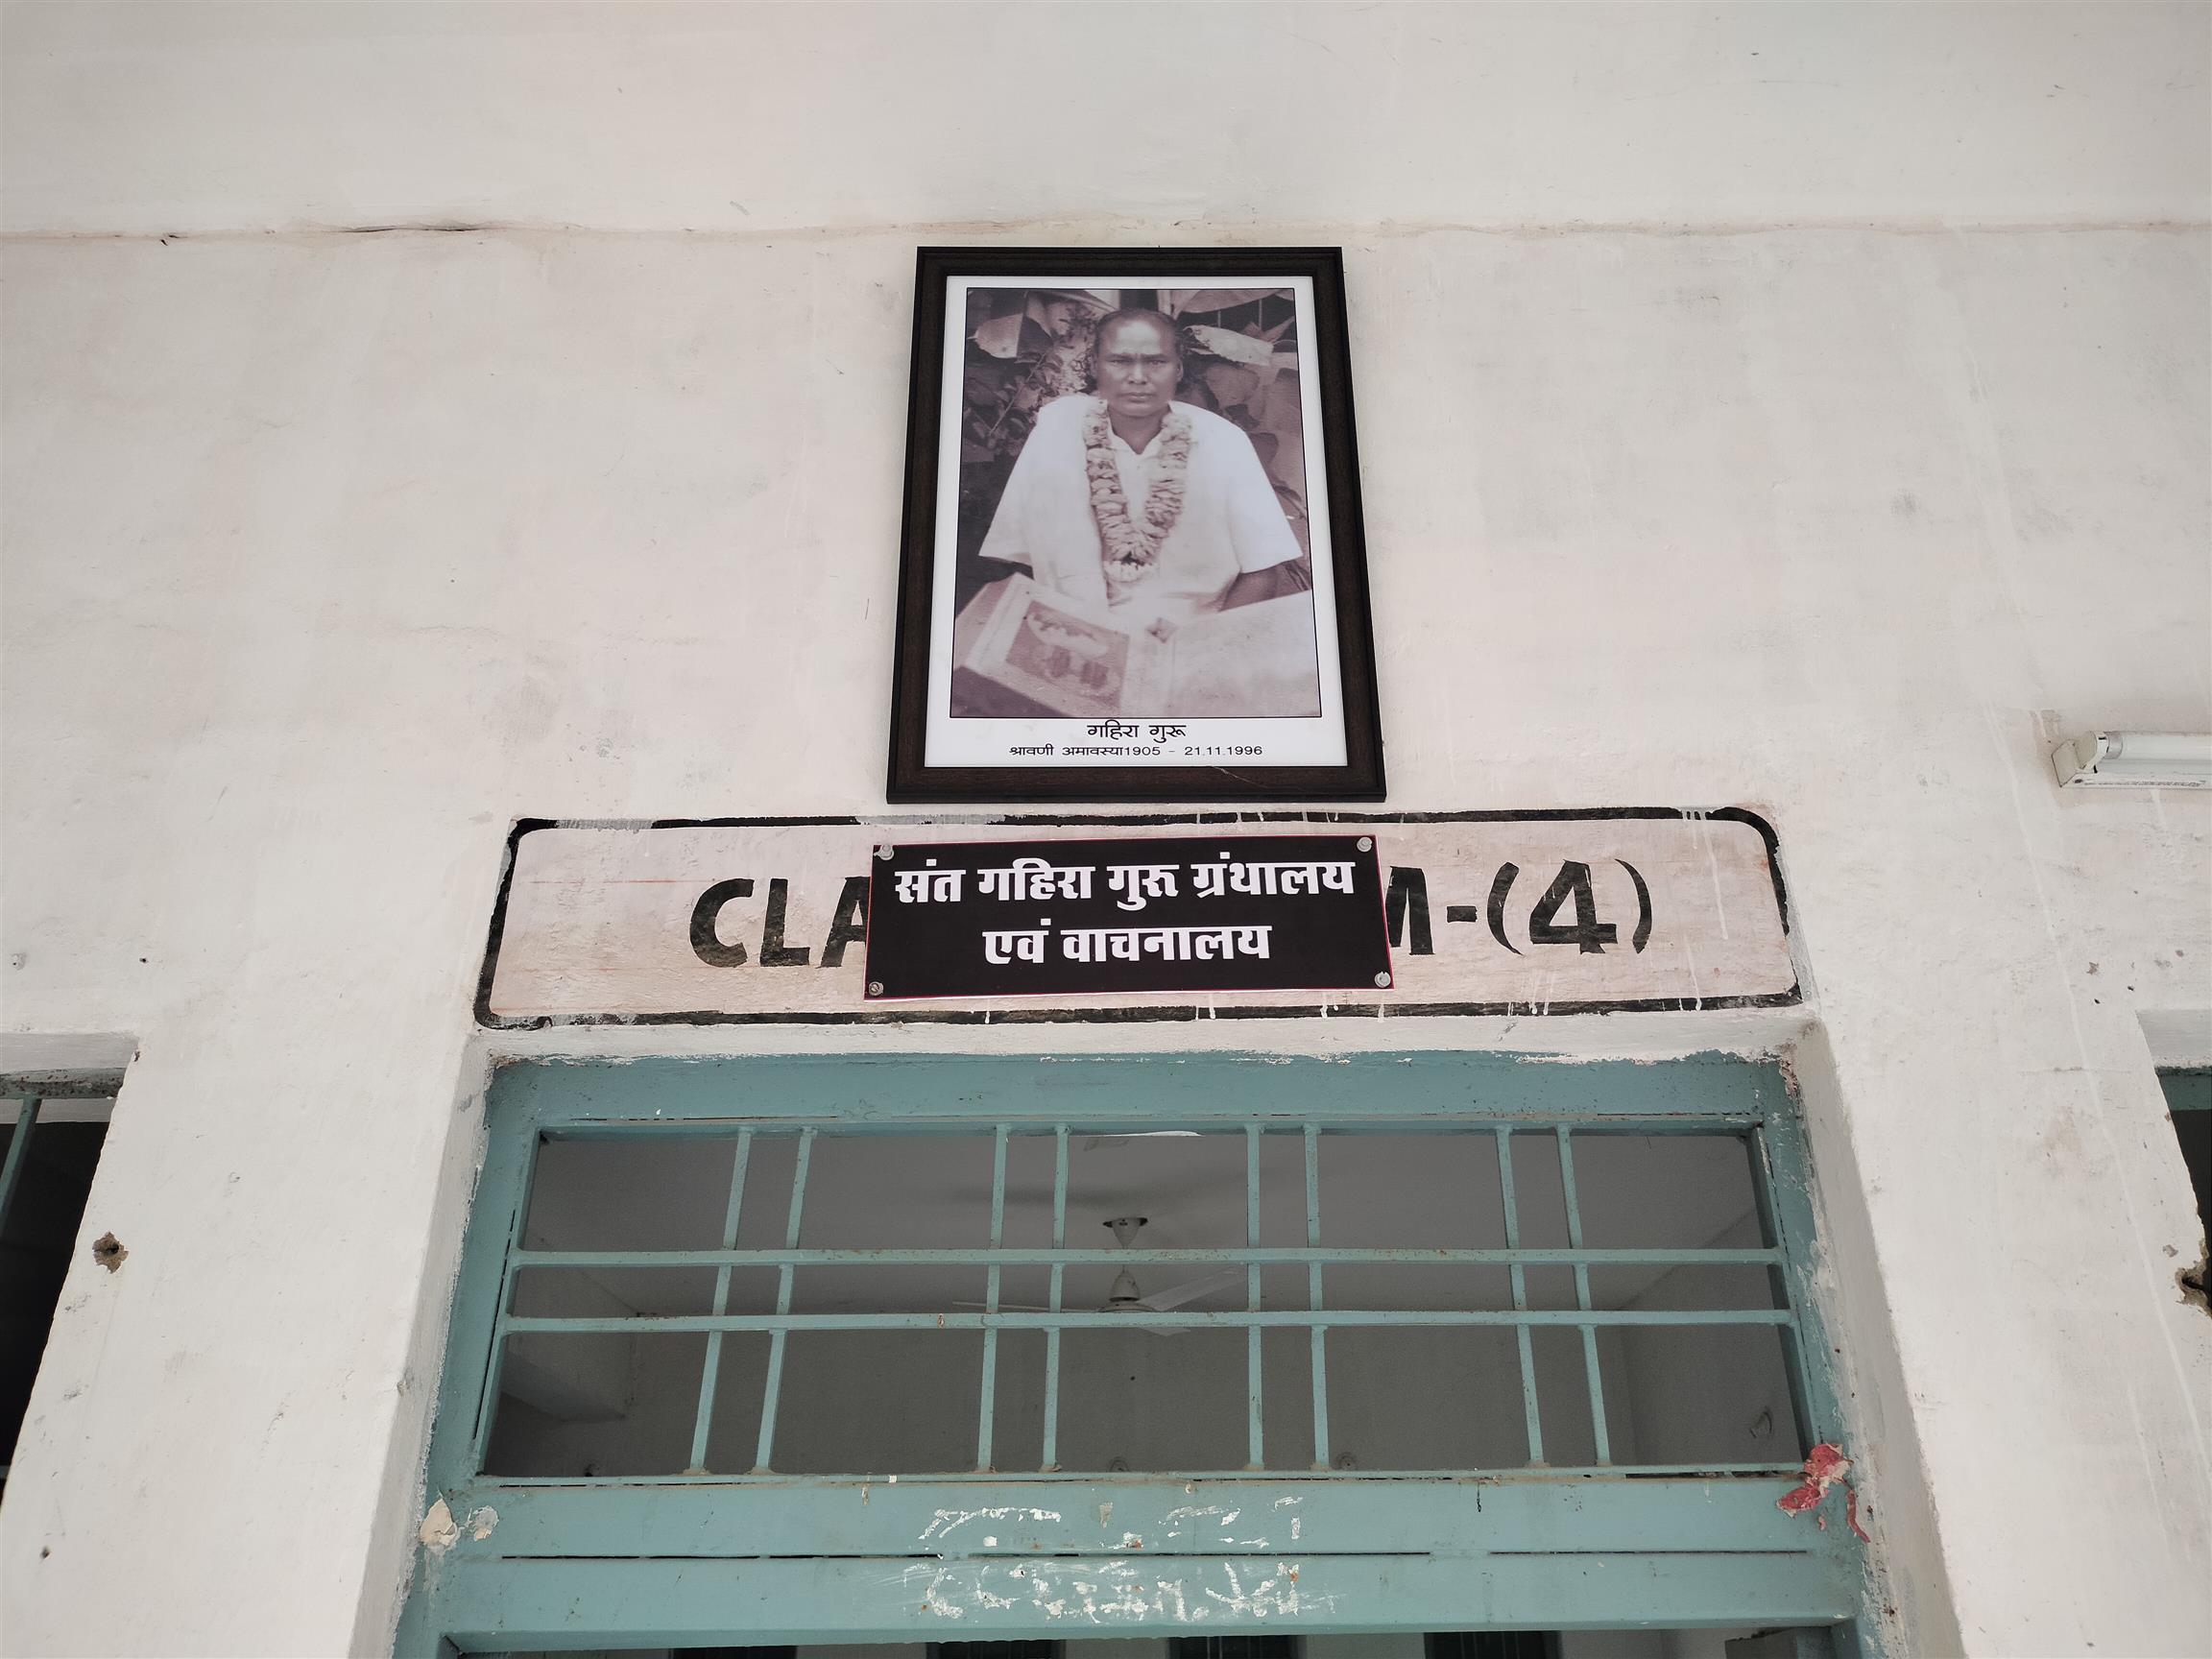 गहिरा गुरू
श्रावणी अमावस्या1905 - 21.11.1996
संत गहिरा गुरू ग्रंथालय
एवं वाचनालय
CLA M-(4)